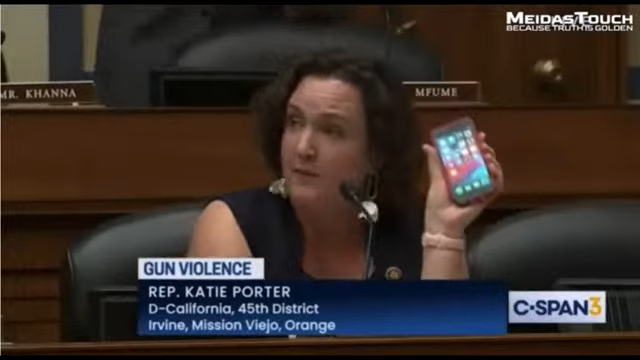 MEIDASTOUCH
BECAUSE TRUTH IS GOLDEN
MR. KHANNA
MFUME
GUN VIOLENCE
REP. KATIE PORTER
D-California, 45th District
Irvine, Mission Viejo, Orange
C-SPAN3